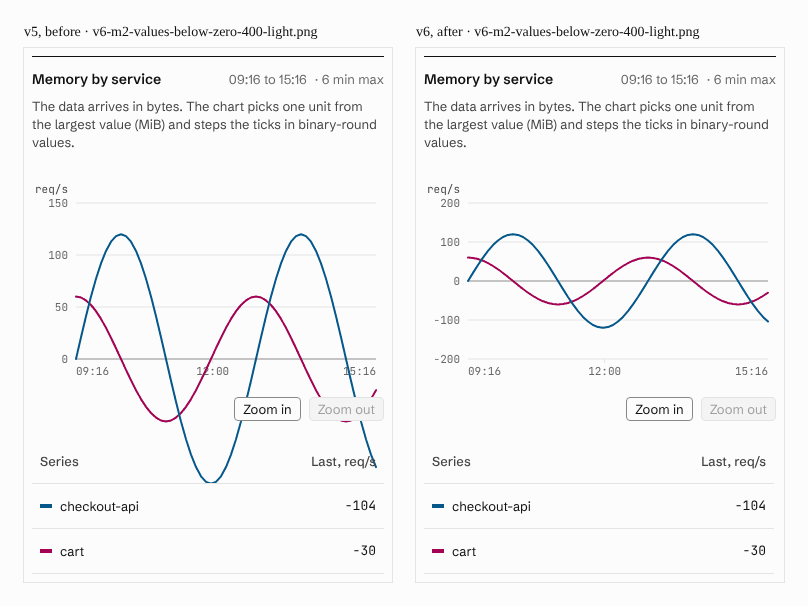 v5, before · v6-m2-values-below-zero-400-light.png
Memory by service 09:16 to 15:16 · 6 min max
The data arrives in bytes. The chart picks one unit from
the largest value (MiB) and steps the ticks in binary-round
values.
req/s
150
100
50
0
09:16 12:00 15:16
Zoom in Zoom out
Series Last, req/s
checkout-api -104
cart -30
v6, after · v6-m2-values-below-zero-400-light.png
Memory by service 09:16 to 15:16 · 6 min max
The data arrives in bytes. The chart picks one unit from
the largest value (MiB) and steps the ticks in binary-round
values.
req/s
200
100
0
-100
-200
09:16 12:00 15:16
Zoom in Zoom out
Series Last, req/s
checkout-api -104
cart -30